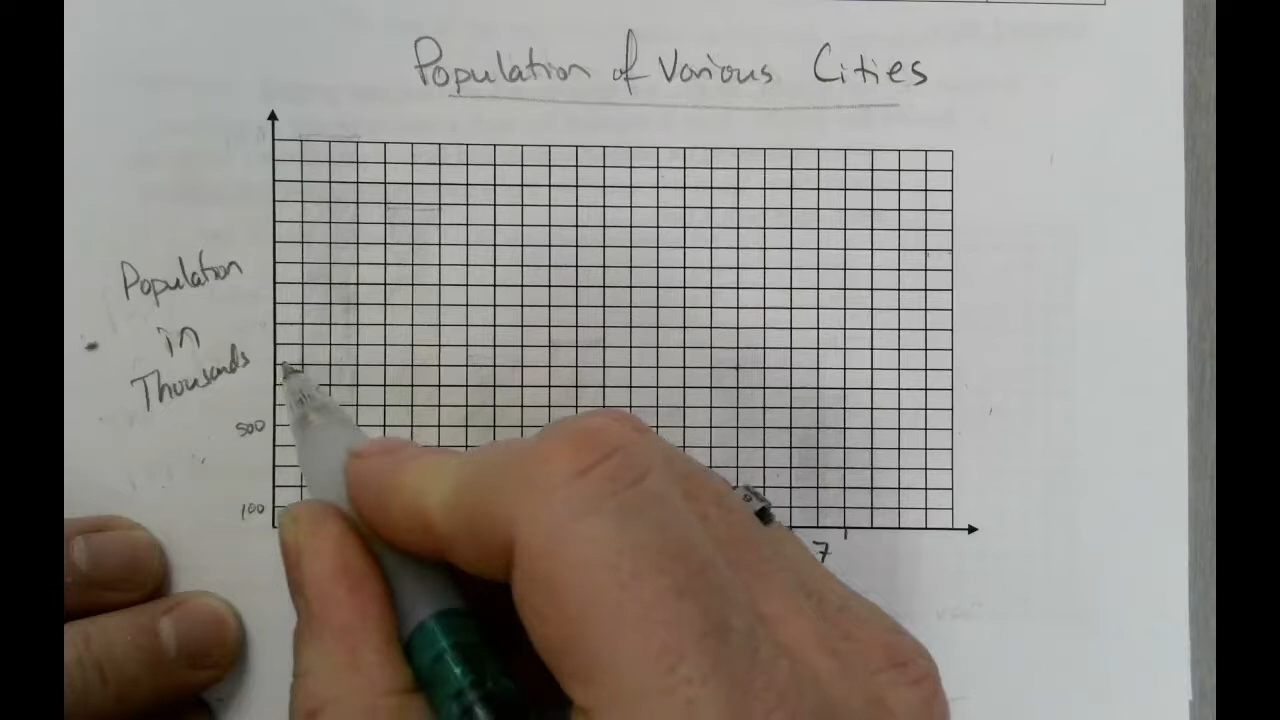 Population of Various Cities
Population
in
Thousands
500
100
7